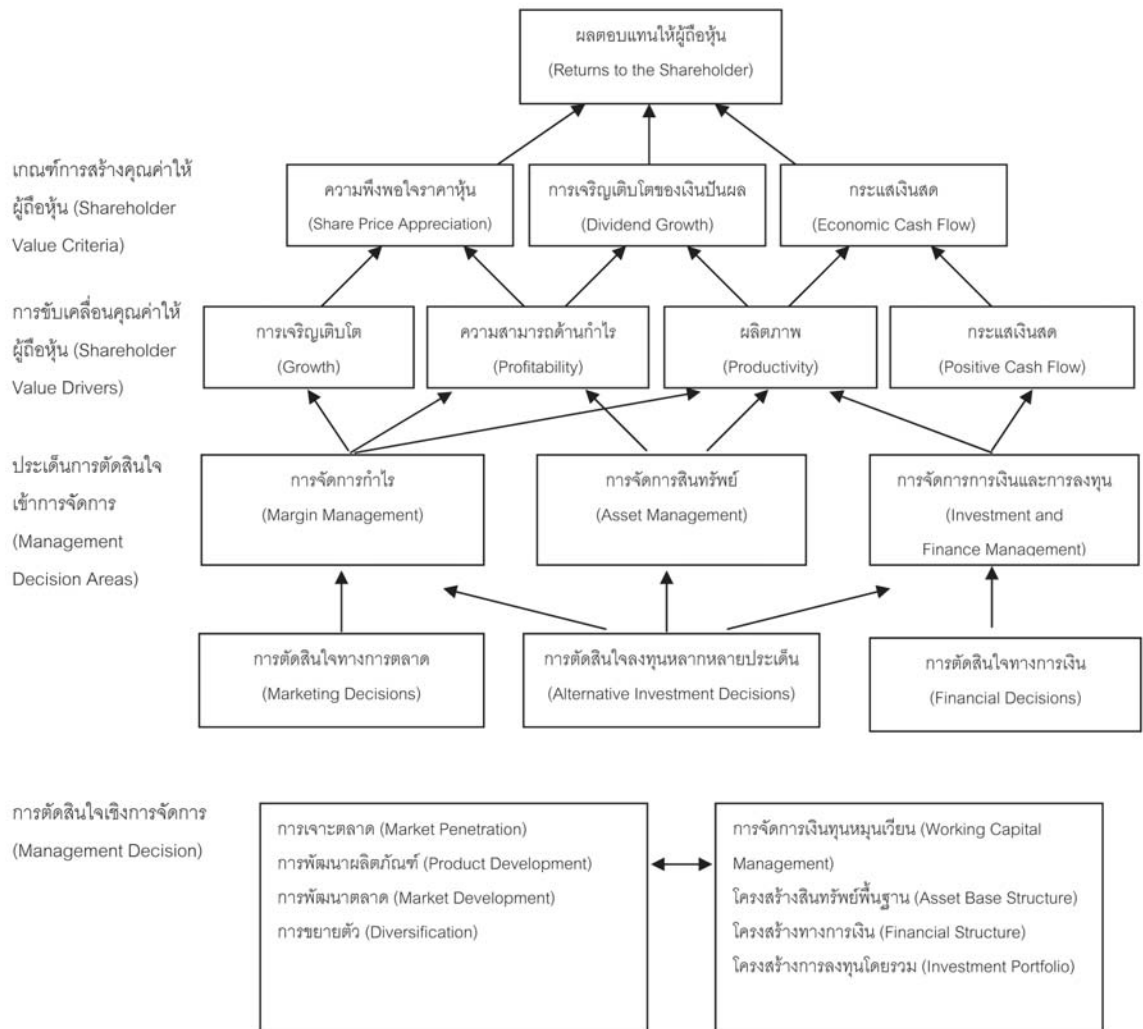 ผลตอบแทนให้ผู้ถือหุ้น
(Returns to the Shareholder)
เกณฑ์การสร้างคุณค่าให้
ผู้ถือหุ้น (Shareholder
Value Criteria)
ความพึงพอใจราคาหุ้น
(Share Price Appreciation)
การเจริญเติบโตของเงินปันผล
(Dividend Growth)
กระแสเงินสด
(Economic Cash Flow)
การขับเคลื่อนคุณค่าให้
ผู้ถือหุ้น (Shareholder
Value Drivers)
การเจริญเติบโต
(Growth)
ความสามารถด้านกำไร
(Profitability)
ผลิตภาพ
(Productivity)
กระแสเงินสด
(Positive Cash Flow)
ประเด็นการตัดสินใจ
เข้าการจัดการ
(Management
Decision Areas)
การจัดการกำไร
(Margin Management)
การจัดการสินทรัพย์
(Asset Management)
การจัดการการเงินและการลงทุน
(Investment and
Finance Management)
การตัดสินใจทางการตลาด
(Marketing Decisions)
การตัดสินใจลงทุนหลากหลายประเด็น
(Alternative Investment Decisions)
การตัดสินใจทางการเงิน
(Financial Decisions)
การตัดสินใจเชิงการจัดการ
(Management Decision)
การเจาะตลาด (Market Penetration)
การพัฒนาผลิตภัณฑ์ (Product Development)
การพัฒนาตลาด (Market Development)
การขยายตัว (Diversification)
การจัดการเงินทุนหมุนเวียน (Working Capital
Management)
โครงสร้างสินทรัพย์พื้นฐาน (Asset Base Structure)
โครงสร้างทางการเงิน (Financial Structure)
โครงสร้างการลงทุนโดยรวม (Investment Portfolio)